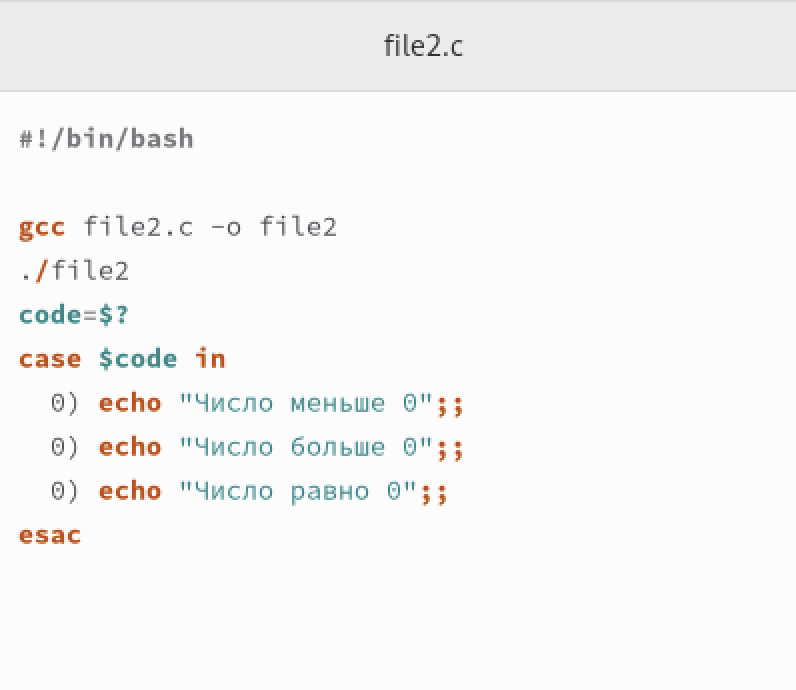 file2.c
#!/bin/bash
gcc file2.c -o file2
./file2
code=$?
case $code in
0) echo "Число меньше 0";;
0) echo "Число больше 0";;
0) echo "Число равно 0";;
esac